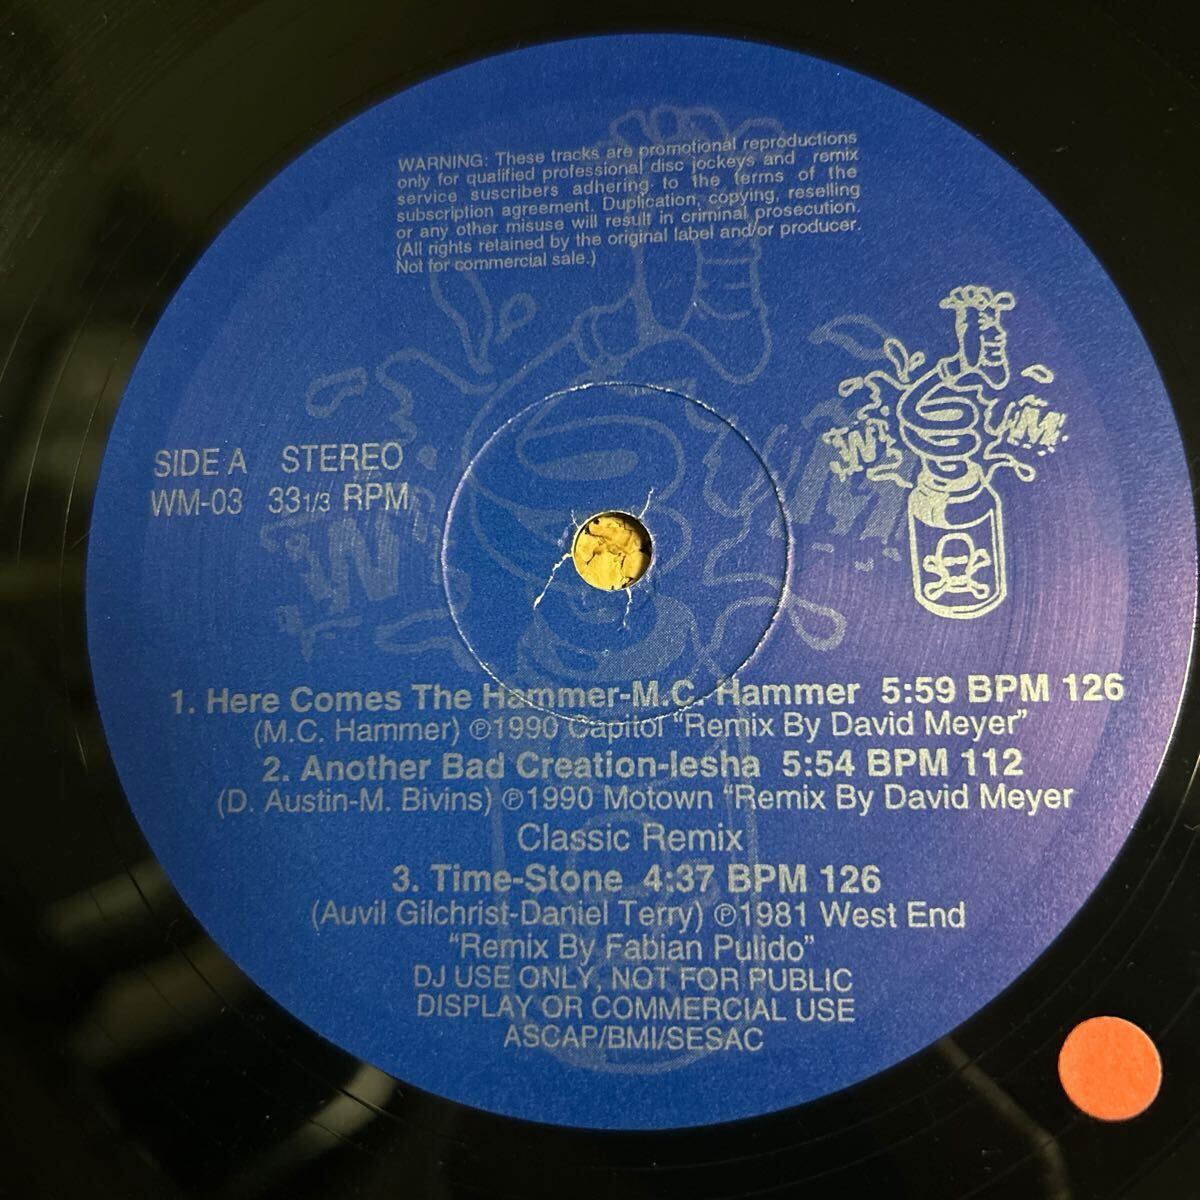 WARNING: These tracks are promotional reproductions
only for qualified professional disc jockeys and remix
service suscribers adhering to the terms of the
subscription agreement. Duplication, copying, reselling
or any other misuse will result in criminal prosecution.
(All rights retained by the original label and/or producer.
Not for commercial sale.)
W M
SIDE A STEREO
WM-03 33 1/3 RPM
1. Here Comes The Hammer-M.C. Hammer 5:59 BPM 126
(M.C. Hammer) ℗1990 Capitol "Remix By David Meyer"
2. Another Bad Creation-Iesha 5:54 BPM 112
(D. Austin-M. Bivins) ℗1990 Motown "Remix By David Meyer
Classic Remix
3. Time-Stone 4:37 BPM 126
(Auvil Gilchrist-Daniel Terry) ℗1981 West End
"Remix By Fabian Pulido"
DJ USE ONLY, NOT FOR PUBLIC
DISPLAY OR COMMERCIAL USE
ASCAP/BMI/SESAC